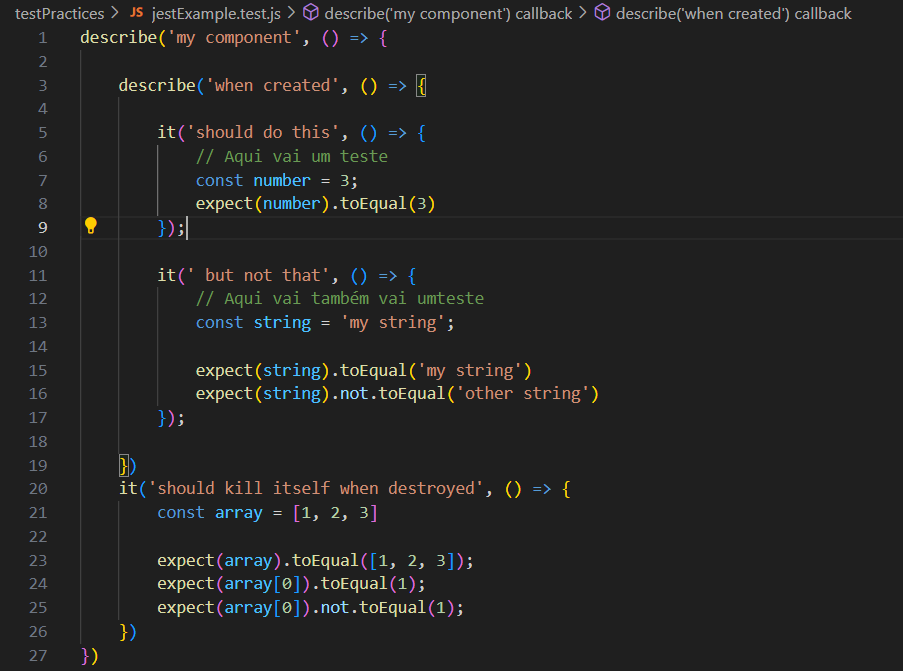 testPractices > JS jestExample.test.js > describe('my component') callback > describe('when created') callback
1 describe('my component', () => {
2
3 describe('when created', () => {
4
5 it('should do this', () => {
6 // Aqui vai um teste
7 const number = 3;
8 expect(number).toEqual(3)
9 });
10
11 it(' but not that', () => {
12 // Aqui vai também vai umteste
13 const string = 'my string';
14
15 expect(string).toEqual('my string')
16 expect(string).not.toEqual('other string')
17 });
18
19 })
20 it('should kill itself when destroyed', () => {
21 const array = [1, 2, 3]
22
23 expect(array).toEqual([1, 2, 3]);
24 expect(array[0]).toEqual(1);
25 expect(array[0]).not.toEqual(1);
26 })
27 })